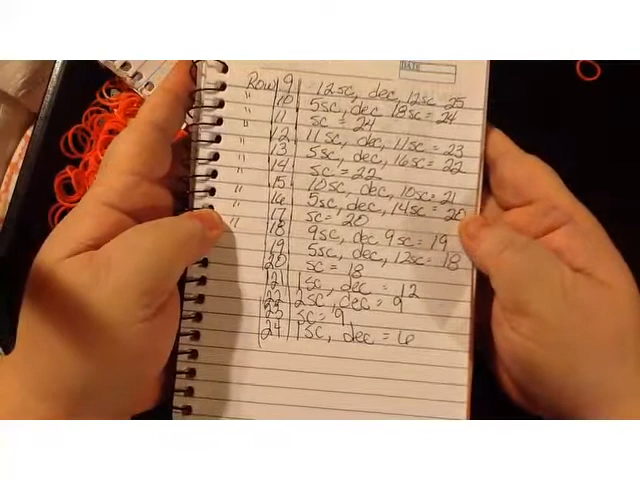 DATE
Row 9 12sc, dec, 12sc 25
" 10 5sc, dec 18sc = 24
" 11 sc = 24
" 12 11sc, dec, 11sc = 23
" 13 5sc, dec, 16sc = 22
" 14 sc = 22
" 15 10sc, dec, 10sc = 21
" 16 5sc, dec, 14sc = 20
" 17 sc = 20
18 9sc, dec 9sc = 19
19 5sc, dec, 12sc = 18
20 sc = 18
21 1sc, dec = 12
22 2sc, dec = 9
23 sc = 9
24 1sc, dec = 6